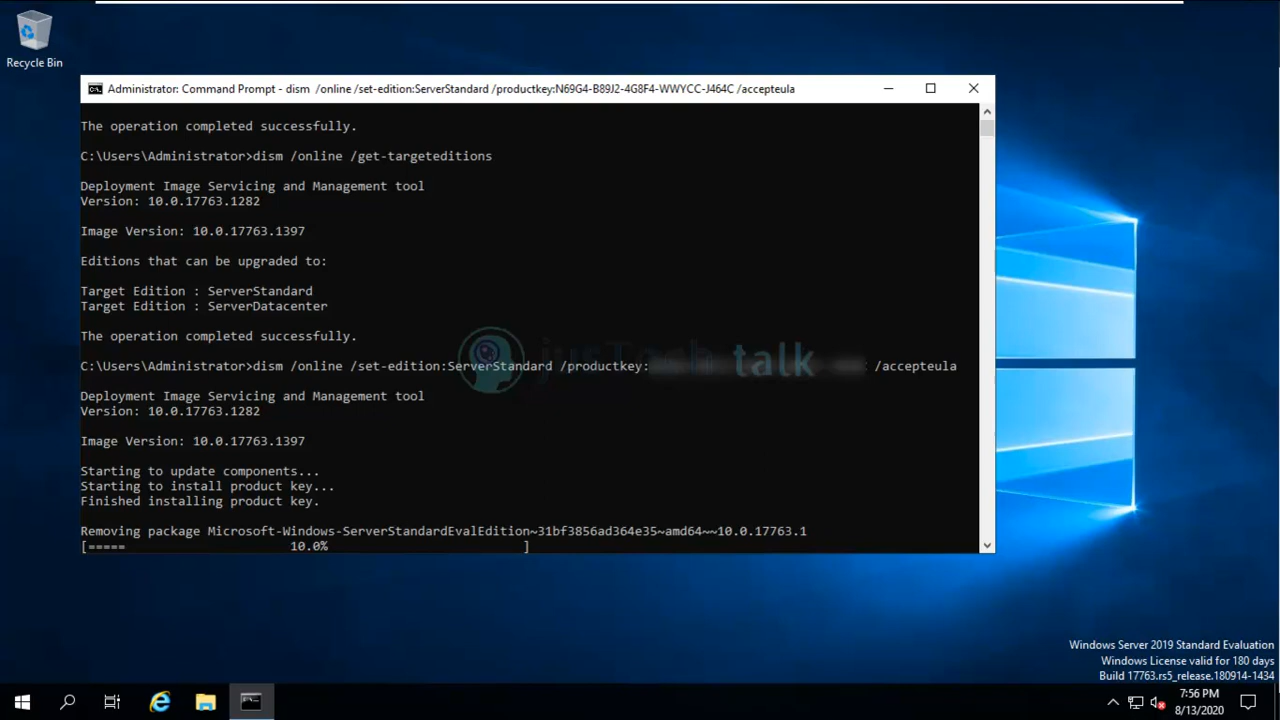 Recycle Bin
Administrator: Command Prompt - dism  /online /set-edition:ServerStandard /productkey:N69G4-B89J2-4G8F4-WWYCC-J464C /accepteula
The operation completed successfully.
C:\Users\Administrator>dism /online /get-targeteditions
Deployment Image Servicing and Management tool
Version: 10.0.17763.1282
Image Version: 10.0.17763.1397
Editions that can be upgraded to:
Target Edition : ServerStandard
Target Edition : ServerDatacenter
The operation completed successfully.
jusTech talk
C:\Users\Administrator>dism /online /set-edition:ServerStandard /productkey: /accepteula
Deployment Image Servicing and Management tool
Version: 10.0.17763.1282
Image Version: 10.0.17763.1397
Starting to update components...
Starting to install product key...
Finished installing product key.
Removing package Microsoft-Windows-ServerStandardEvalEdition~31bf3856ad364e35~amd64~~10.0.17763.1
[===== 10.0% ]
Windows Server 2019 Standard Evaluation
Windows License valid for 180 days
Build 17763.rs5_release.180914-1434
7:56 PM
8/13/2020